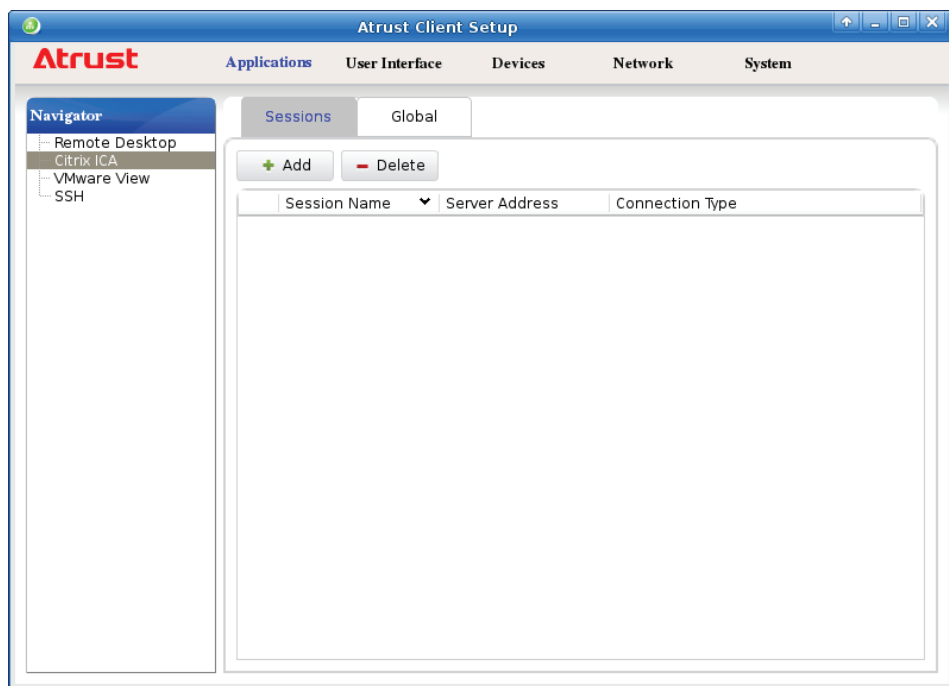 Atrust Client Setup
Atrust Applications User Interface Devices Network System
Navigator
Remote Desktop
Citrix ICA
VMware View
SSH
Sessions Global
Add Delete
Session Name Server Address Connection Type